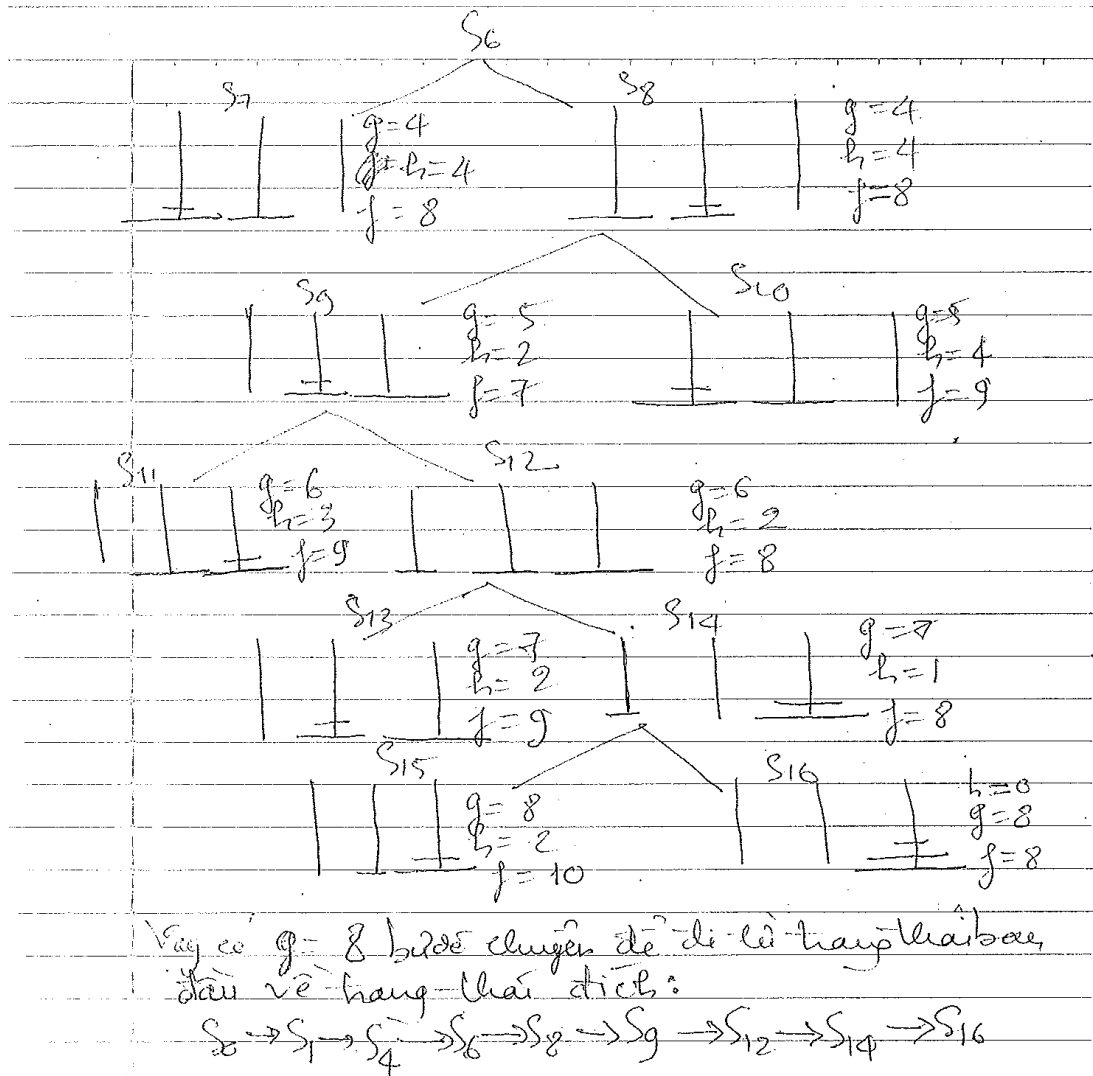 S6
S7
g=4
h=4
f=8
S8
g=4
h=4
f=8
S9
g=5
h=2
f=7
S10
g=5
h=4
f=9
S11
g=6
h=3
f=9
S12
g=6
h=2
f=8
S13
g=7
h=2
f=9
S14
g=7
h=1
f=8
S15
g=8
h=2
f=10
S16
h=0
g=8
f=8
Vậy có g=8 bước chuyển để đi từ trạng thái ban
đầu về trạng thái đích:
S0→S1→S4→S6→S8→S9→S12→S14→S16